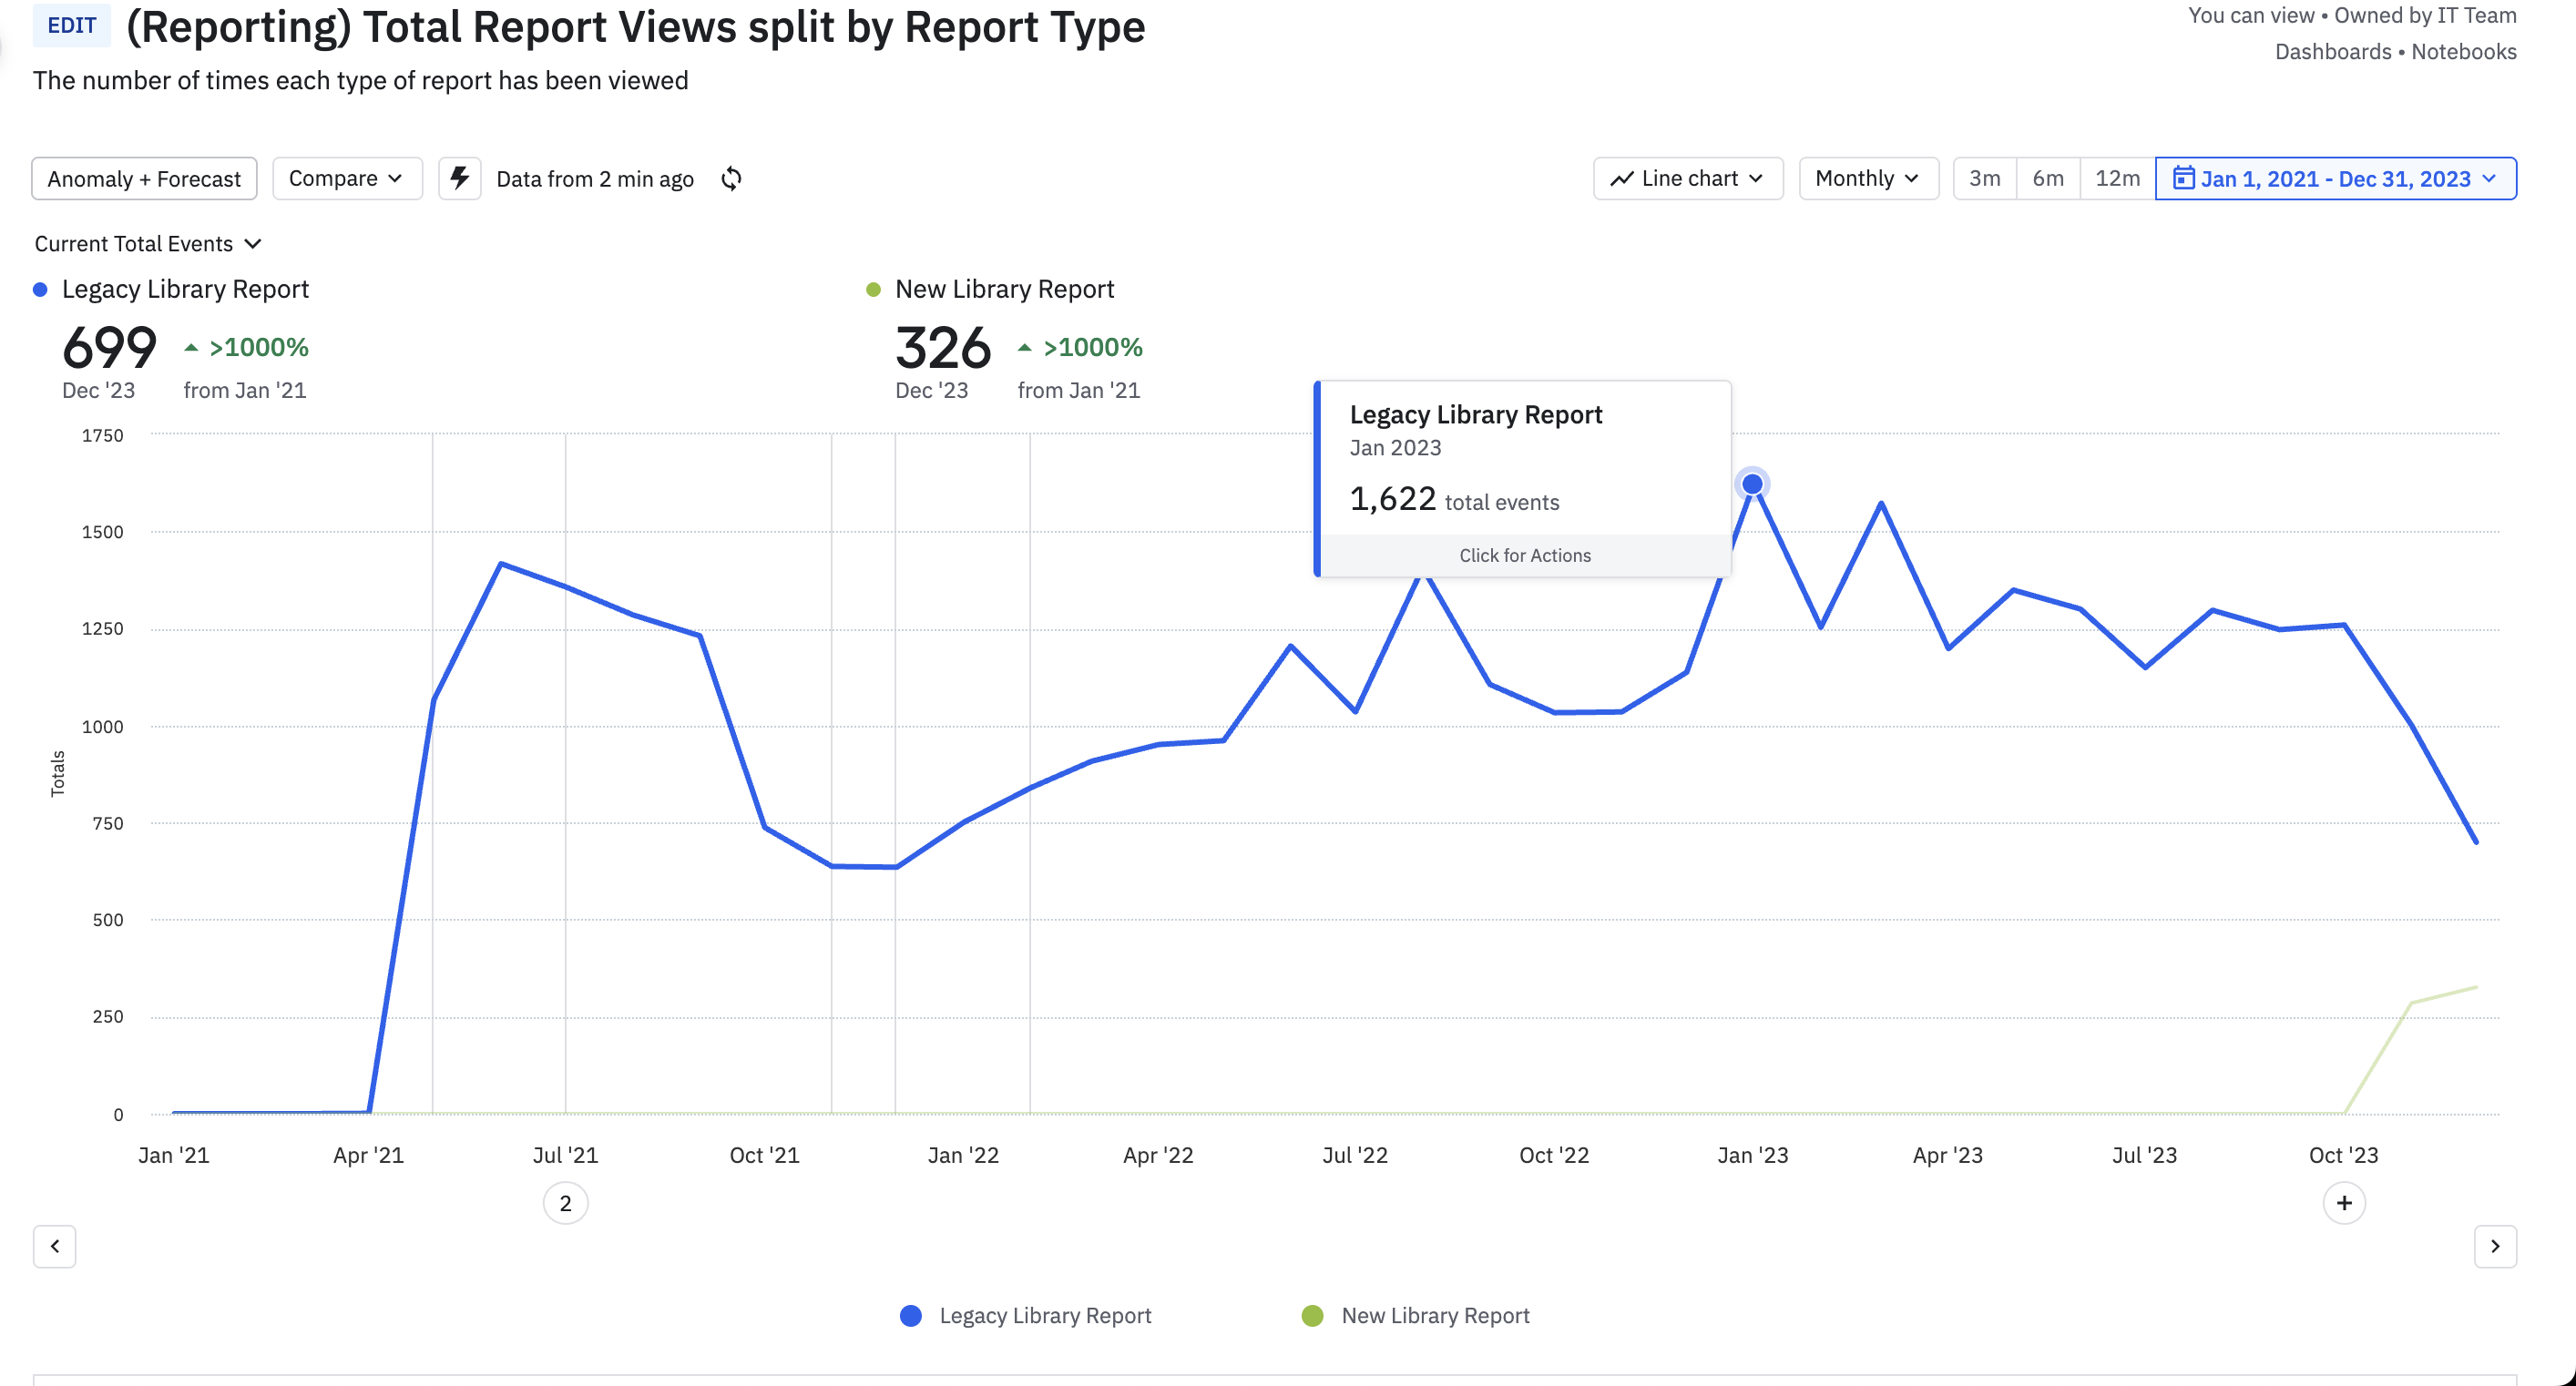 EDIT (Reporting) Total Report Views split by Report Type
You can view • Owned by IT Team
Dashboards • Notebooks
The number of times each type of report has been viewed
Anomaly + Forecast Compare Data from 2 min ago
Line chart Monthly 3m 6m 12m Jan 1, 2021 - Dec 31, 2023
Current Total Events
Legacy Library Report
699 >1000%
Dec '23 from Jan '21
New Library Report
326 >1000%
Dec '23 from Jan '21
Legacy Library Report
Jan 2023
1,622 total events
Click for Actions
Totals
1750
1500
1250
1000
750
500
250
0
Jan '21 Apr '21 Jul '21 Oct '21 Jan '22 Apr '22 Jul '22 Oct '22 Jan '23 Apr '23 Jul '23 Oct '23
2 +
Legacy Library Report New Library Report